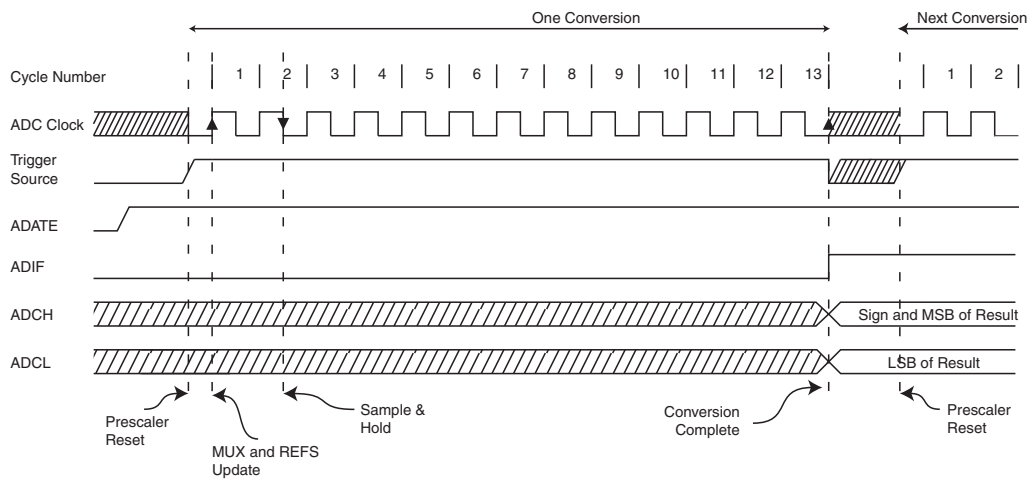 One Conversion
Next Conversion
Cycle Number
1 2 3 4 5 6 7 8 9 10 11 12 13 1 2
ADC Clock
Trigger
Source
ADATE
ADIF
ADCH
Sign and MSB of Result
ADCL
LSB of Result
Prescaler
Reset
MUX and REFS
Update
Sample &
Hold
Conversion
Complete
Prescaler
Reset